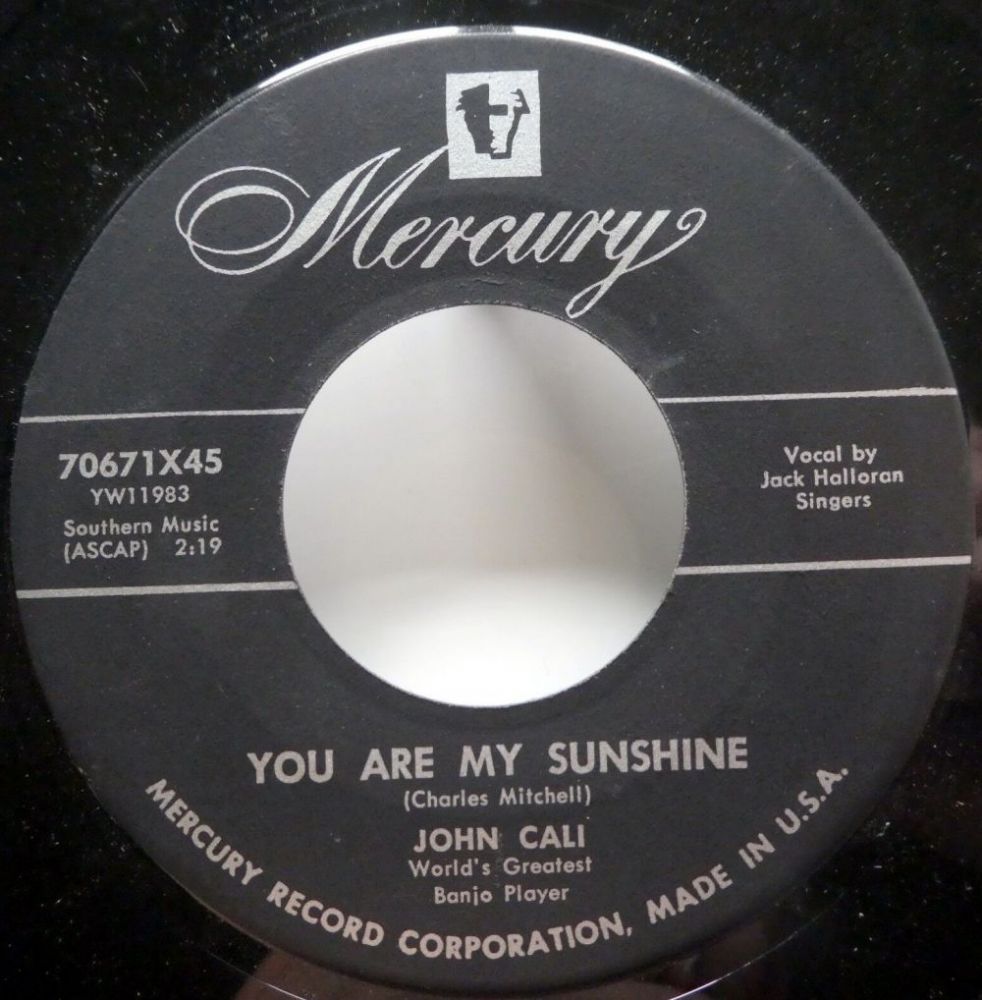 Mercury
70671X45
YW11983
Southern Music
(ASCAP) 2:19
Vocal by
Jack Halloran
Singers
YOU ARE MY SUNSHINE
(Charles Mitchell)
JOHN CALI
World's Greatest
Banjo Player
MERCURY RECORD CORPORATION, MADE IN U.S.A.